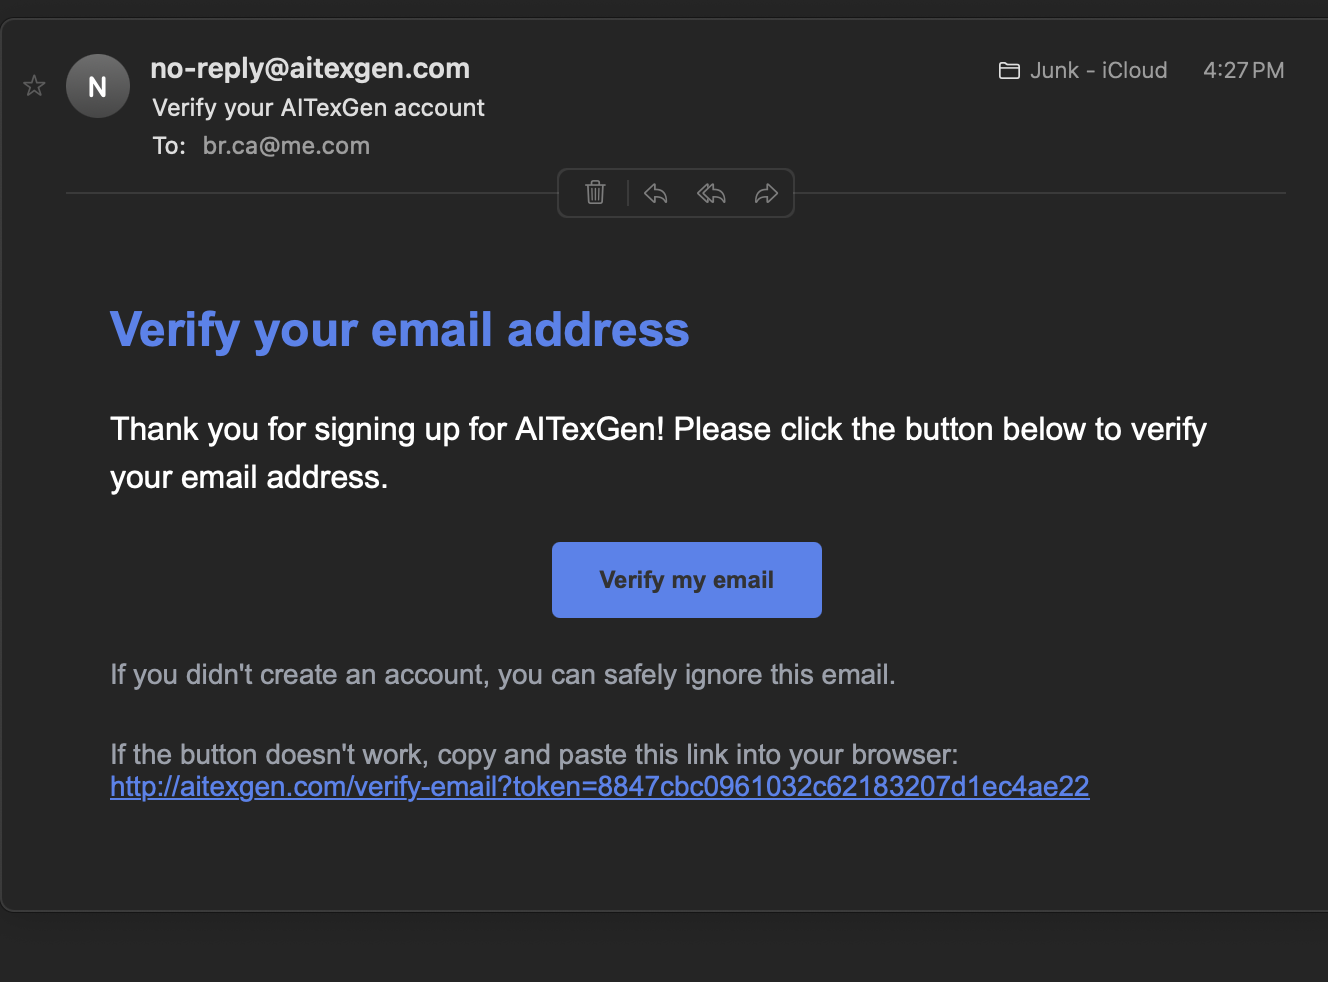 N
no-reply@aitexgen.com
Junk - iCloud
4:27 PM
Verify your AITexGen account
To: br.ca@me.com
Verify your email address
Thank you for signing up for AITexGen! Please click the button below to verify
your email address.
Verify my email
If you didn't create an account, you can safely ignore this email.
If the button doesn't work, copy and paste this link into your browser:
http://aitexgen.com/verify-email?token=8847cbc0961032c62183207d1ec4ae22